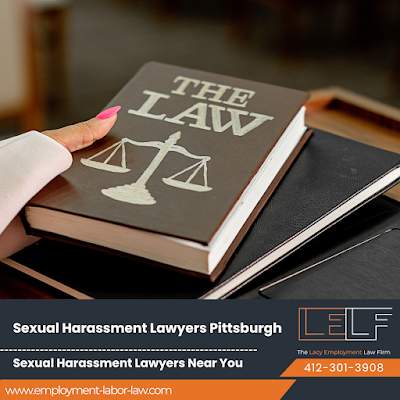 THE
LAW
Sexual Harassment Lawyers Pittsburgh
LELF
The Lacy Employment Law Firm
Sexual Harassment Lawyers Near You
412-301-3908
www.employment-labor-law.com